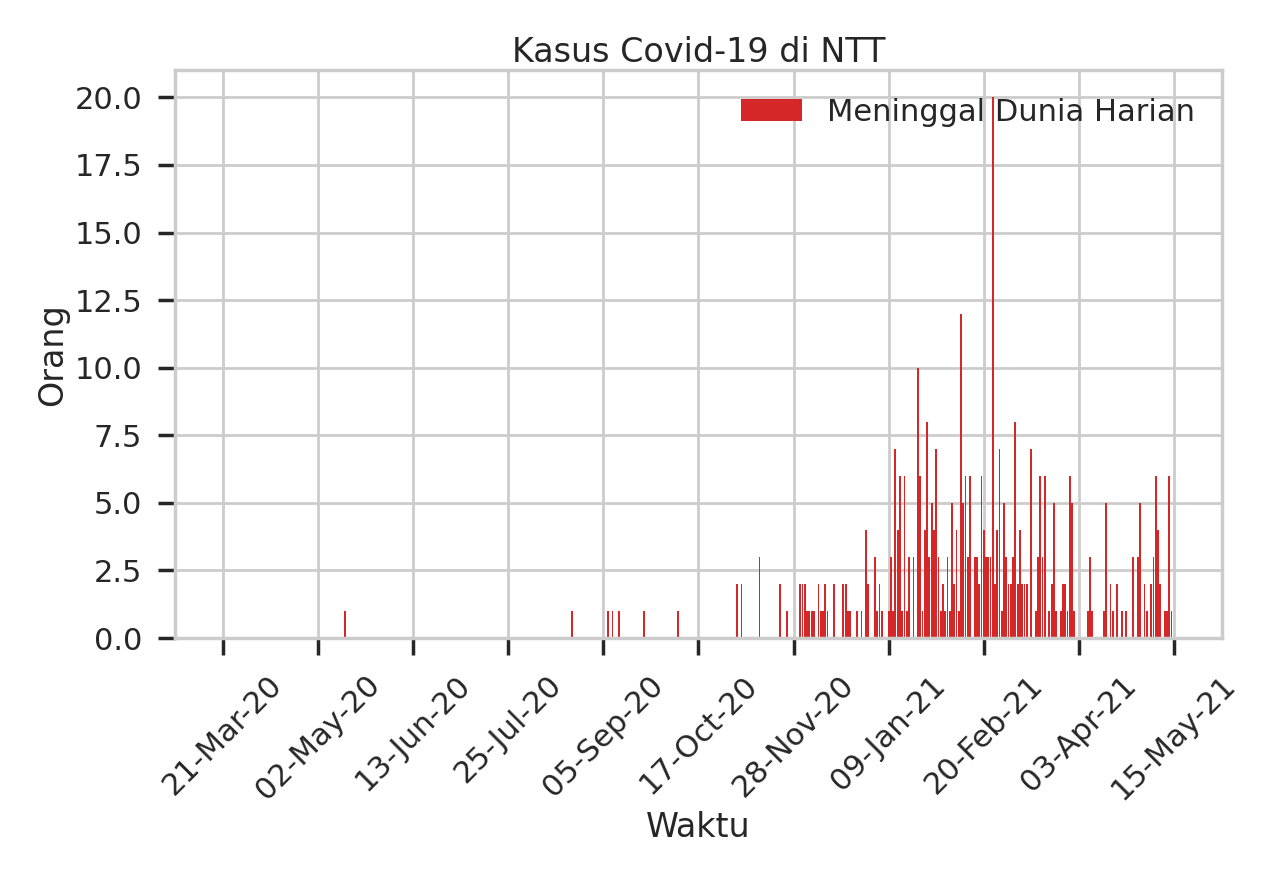 Kasus Covid-19 di NTT
Meninggal Dunia Harian
Orang
20.0
17.5
15.0
12.5
10.0
7.5
5.0
2.5
0.0
21-Mar-20
02-May-20
13-Jun-20
25-Jul-20
05-Sep-20
17-Oct-20
28-Nov-20
09-Jan-21
20-Feb-21
03-Apr-21
15-May-21
Waktu